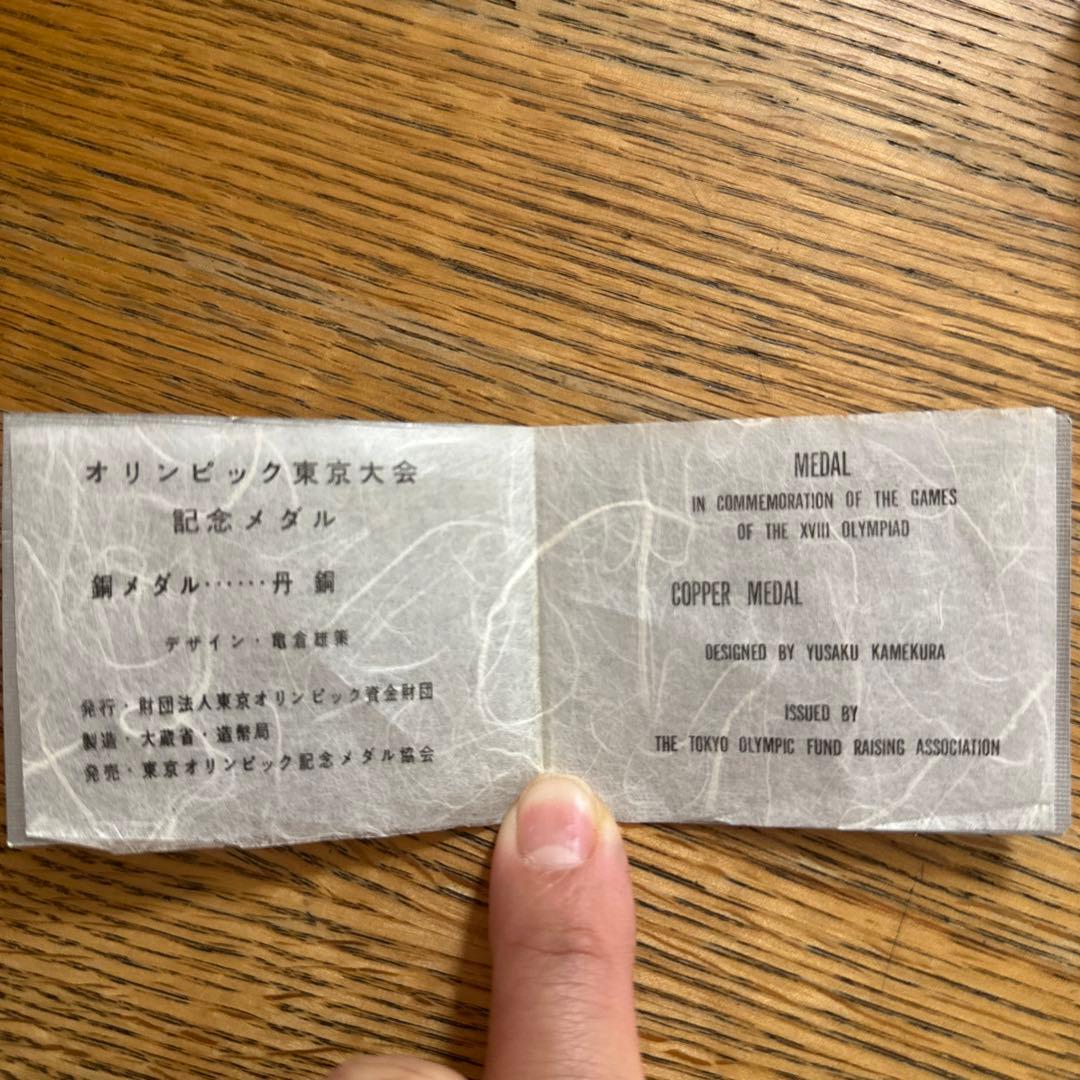 オリンピック東京大会
記念メダル
銅メダル……丹 銅
デザイン・亀倉雄策
発行・財団法人東京オリンピック資金財団
製造・大蔵省・造幣局
発売・東京オリンピック記念メダル協会
MEDAL
IN COMMEMORATION OF THE GAMES
OF THE XVIII OLYMPIAD
COPPER MEDAL
DESIGNED BY YUSAKU KAMEKURA
ISSUED BY
THE TOKYO OLYMPIC FUND RAISING ASSOCIATION